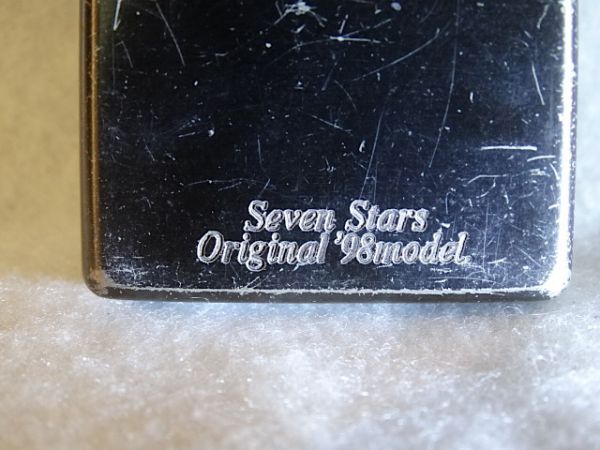 Seven Stars
Original '98model.